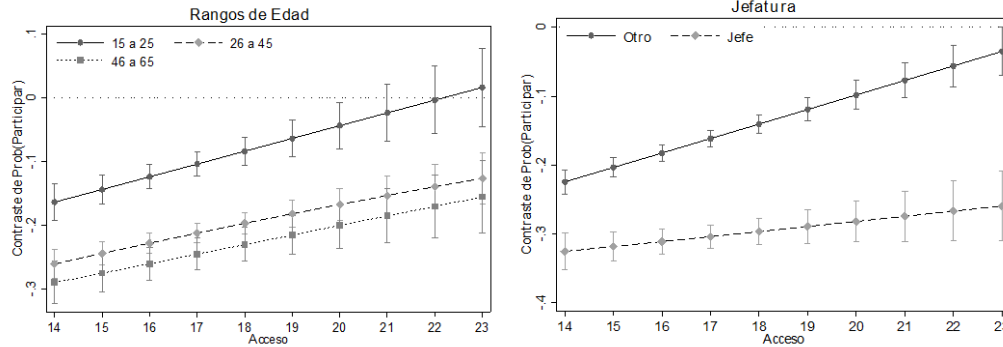 Rangos de Edad
.1
0
-.1
-.2
-.3
Contraste de Prob(Participar)
15 a 25
26 a 45
46 a 65
14 15 16 17 18 19 20 21 22 23
Acceso
Jefatura
0
-.1
-.2
-.3
-.4
Contraste de Prob(Participar)
Otro
Jefe
14 15 16 17 18 19 20 21 22 23
Acceso